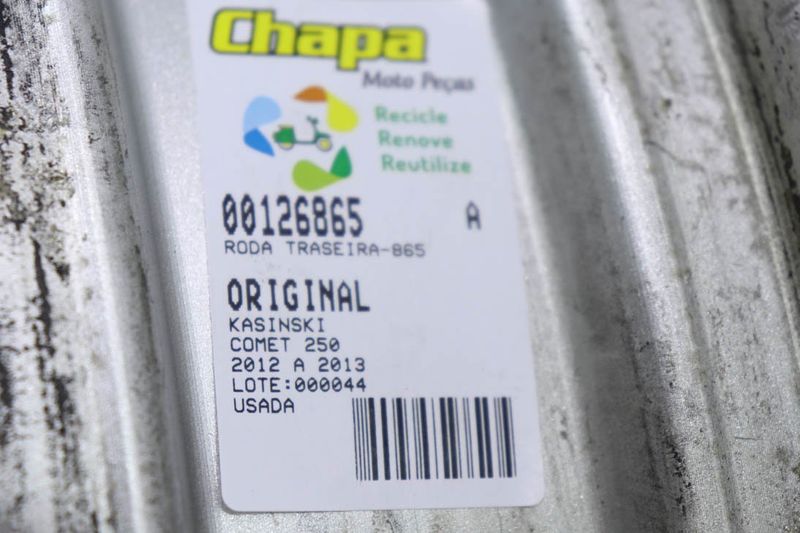 Chapa
Moto Peças
Recicle
Renove
Reutilize
00126865 A
RODA TRASEIRA-865
ORIGINAL
KASINSKI
COMET 250
2012 A 2013
LOTE:000044
USADA